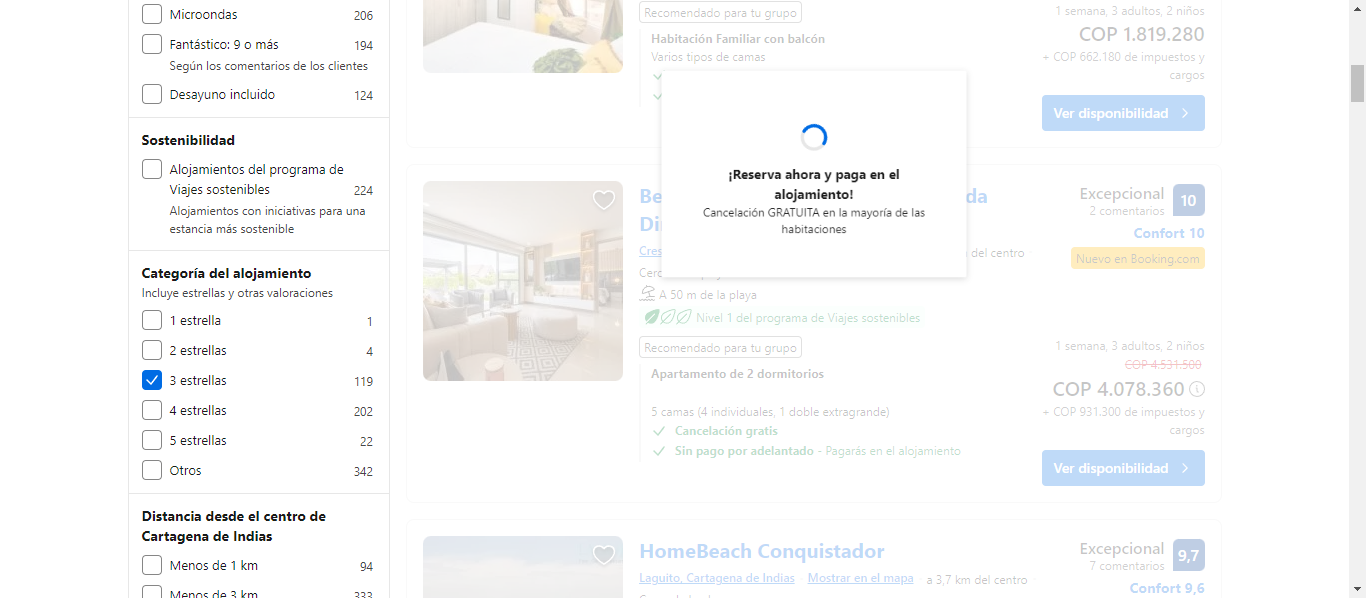 Microondas 206
Fantástico: 9 o más 194
Según los comentarios de los clientes
Desayuno incluido 124
Sostenibilidad
Alojamientos del programa de
Viajes sostenibles 224
Alojamientos con iniciativas para una
estancia más sostenible
Categoría del alojamiento
Incluye estrellas y otras valoraciones
1 estrella 1
2 estrellas 4
3 estrellas 119
4 estrellas 202
5 estrellas 22
Otros 342
Distancia desde el centro de
Cartagena de Indias
Menos de 1 km 94
Menos de 3 km 333
Recomendado para tu grupo
Habitación Familiar con balcón
Varios tipos de camas
1 semana, 3 adultos, 2 niños
COP 1.819.280
+ COP 662.180 de impuestos y
cargos
Ver disponibilidad
¡Reserva ahora y paga en el
alojamiento!
Cancelación GRATUITA en la mayoría de las
habitaciones
del centro
A 50 m de la playa
Nivel 1 del programa de Viajes sostenibles
Excepcional 10
2 comentarios
Confort 10
Nuevo en Booking.com
Recomendado para tu grupo
Apartamento de 2 dormitorios
5 camas (4 individuales, 1 doble extragrande)
Cancelación gratis
Sin pago por adelantado - Pagarás en el alojamiento
1 semana, 3 adultos, 2 niños
COP 4.531.500
COP 4.078.360
+ COP 931.300 de impuestos y
cargos
Ver disponibilidad
HomeBeach Conquistador
Laguito, Cartagena de Indias Mostrar en el mapa a 3,7 km del centro
Excepcional 9,7
7 comentarios
Confort 9,6